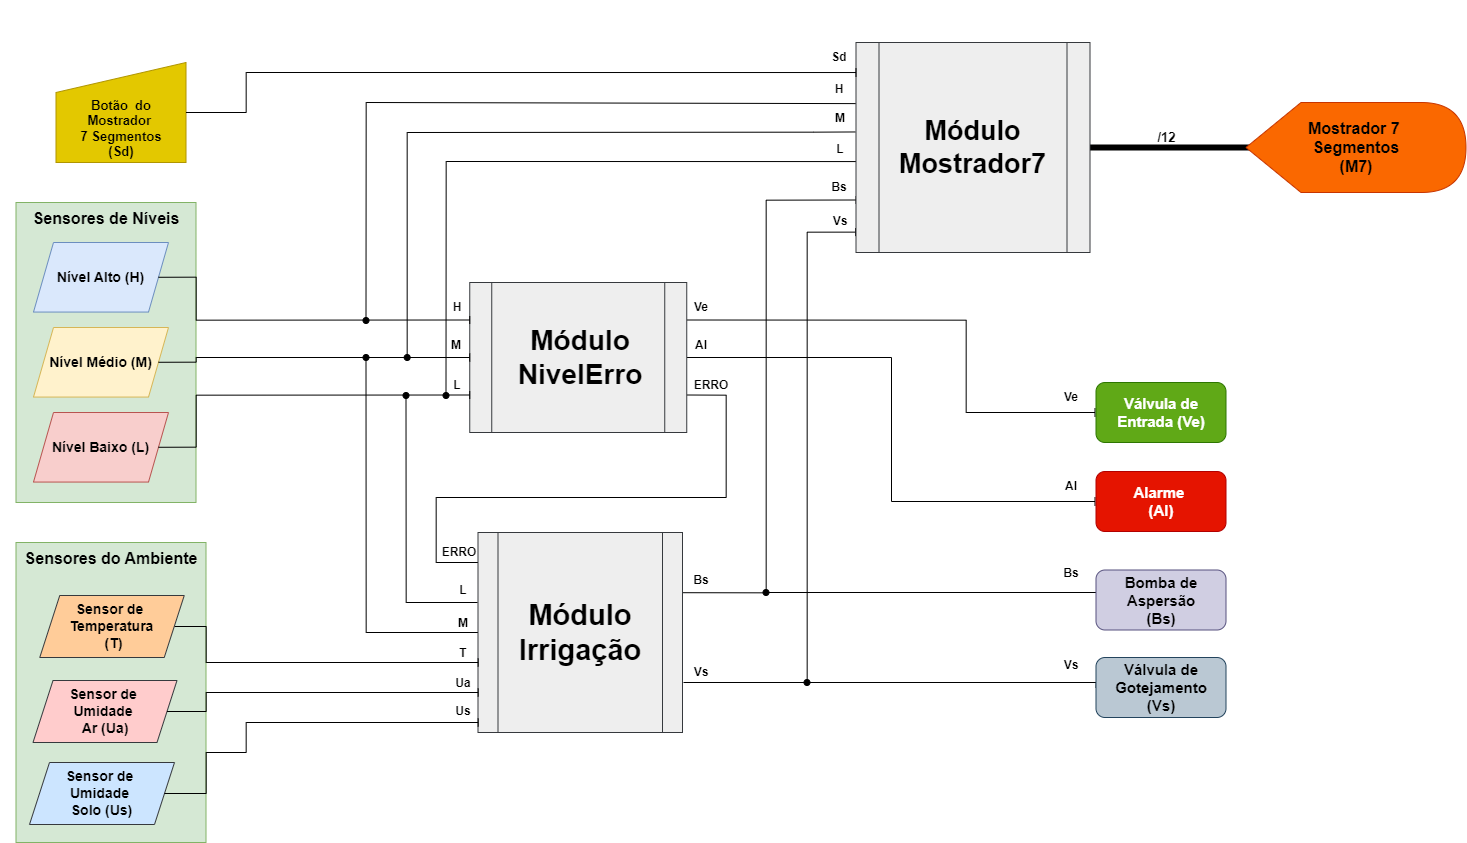 Botão do
Mostrador
7 Segmentos
(Sd)
Sensores de Níveis
Nível Alto (H)
Nível Médio (M)
Nível Baixo (L)
Sensores do Ambiente
Sensor de
Temperatura
(T)
Sensor de
Umidade
Ar (Ua)
Sensor de
Umidade
Solo (Us)
Sd
H
M
L
Bs
Vs
Módulo
Mostrador7
/12
Mostrador 7
Segmentos
(M7)
H
M
L
Módulo
NivelErro
Ve
Al
ERRO
ERRO
L
M
T
Ua
Us
Módulo
Irrigação
Bs
Vs
Ve
Válvula de
Entrada (Ve)
Al
Alarme
(Al)
Bs
Bomba de
Aspersão
(Bs)
Vs
Válvula de
Gotejamento
(Vs)